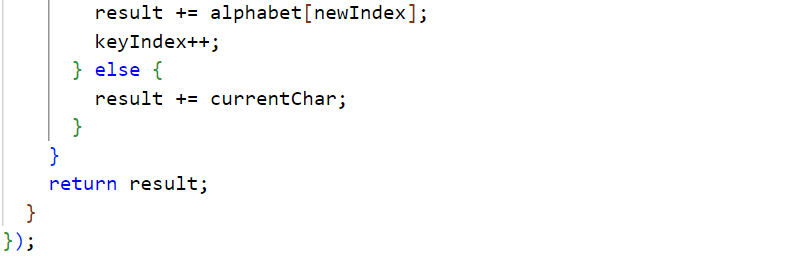 result += alphabet[newIndex];
keyIndex++;
} else {
result += currentChar;
}
}
return result;
}
});